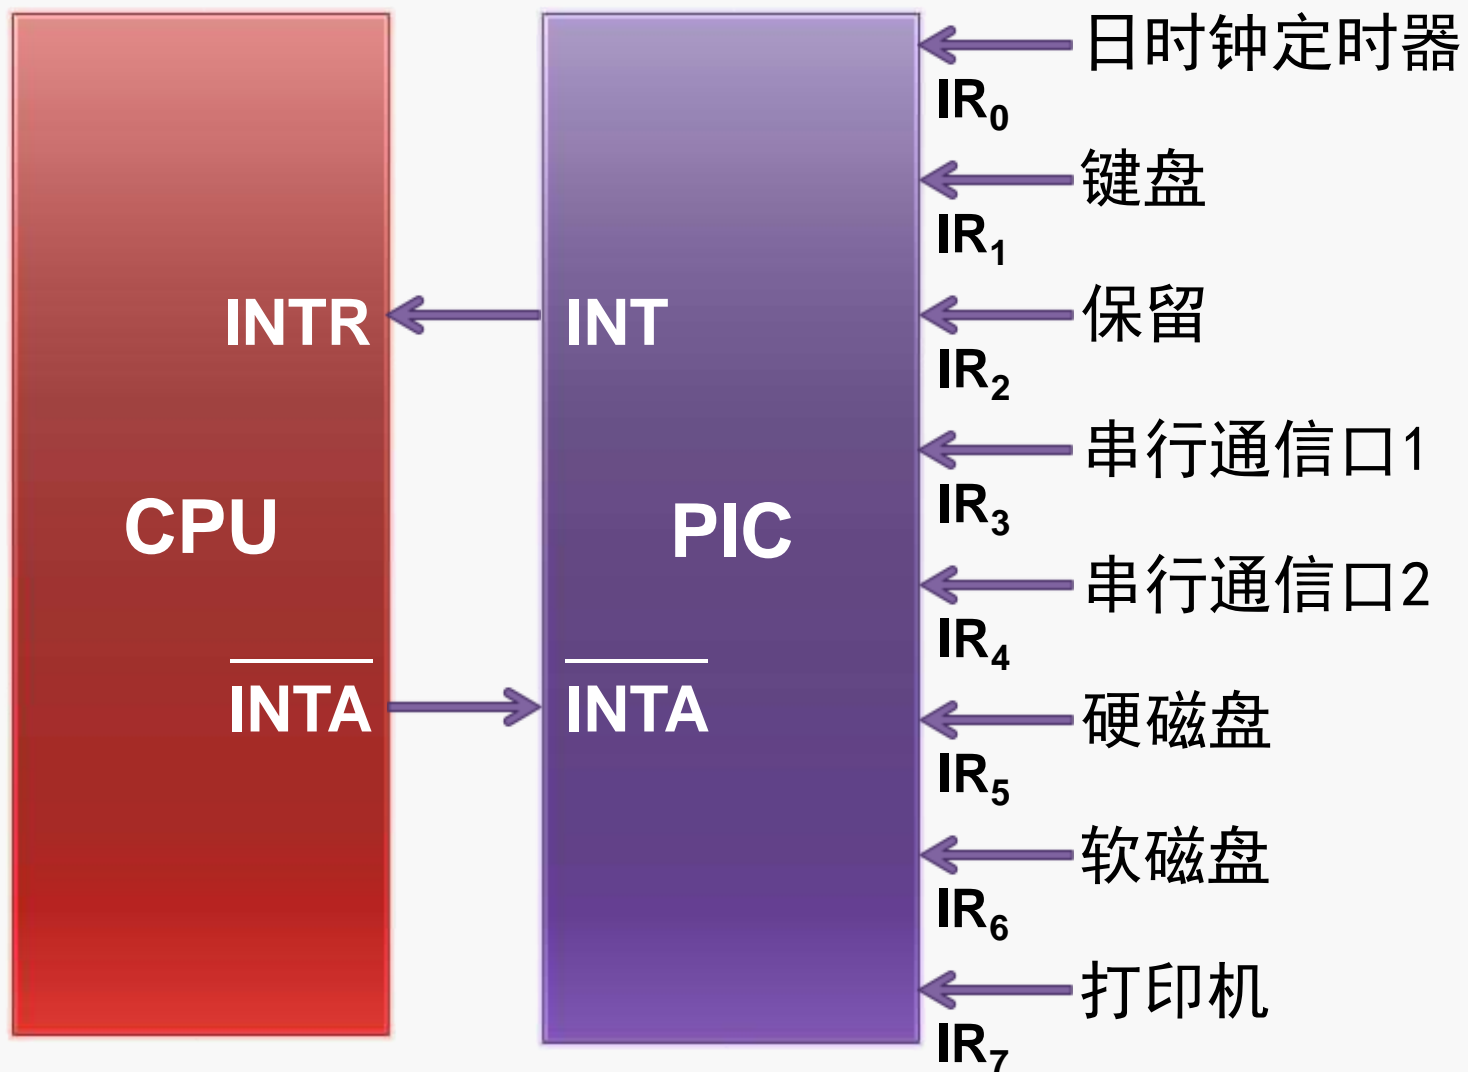 日时钟定时器
IR₀
键盘
IR₁
INTR
INT
保留
IR₂
串行通信口1
IR₃
CPU
PIC
串行通信口2
IR₄
I̅N̅T̅A̅
I̅N̅T̅A̅
硬磁盘
IR₅
软磁盘
IR₆
打印机
IR₇